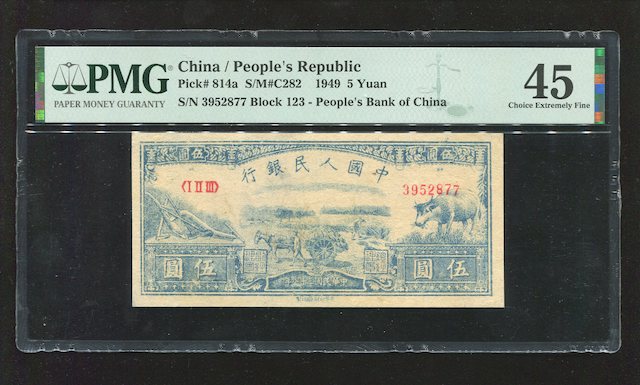 PMG
PAPER MONEY GUARANTY
China / People's Republic
Pick# 814a S/M#C282 1949 5 Yuan
S/N 3952877 Block 123 - People's Bank of China
45
Choice Extremely Fine
圓伍
圓伍
行銀民人國中
〈I II III〉
3952877
圓伍
圓伍